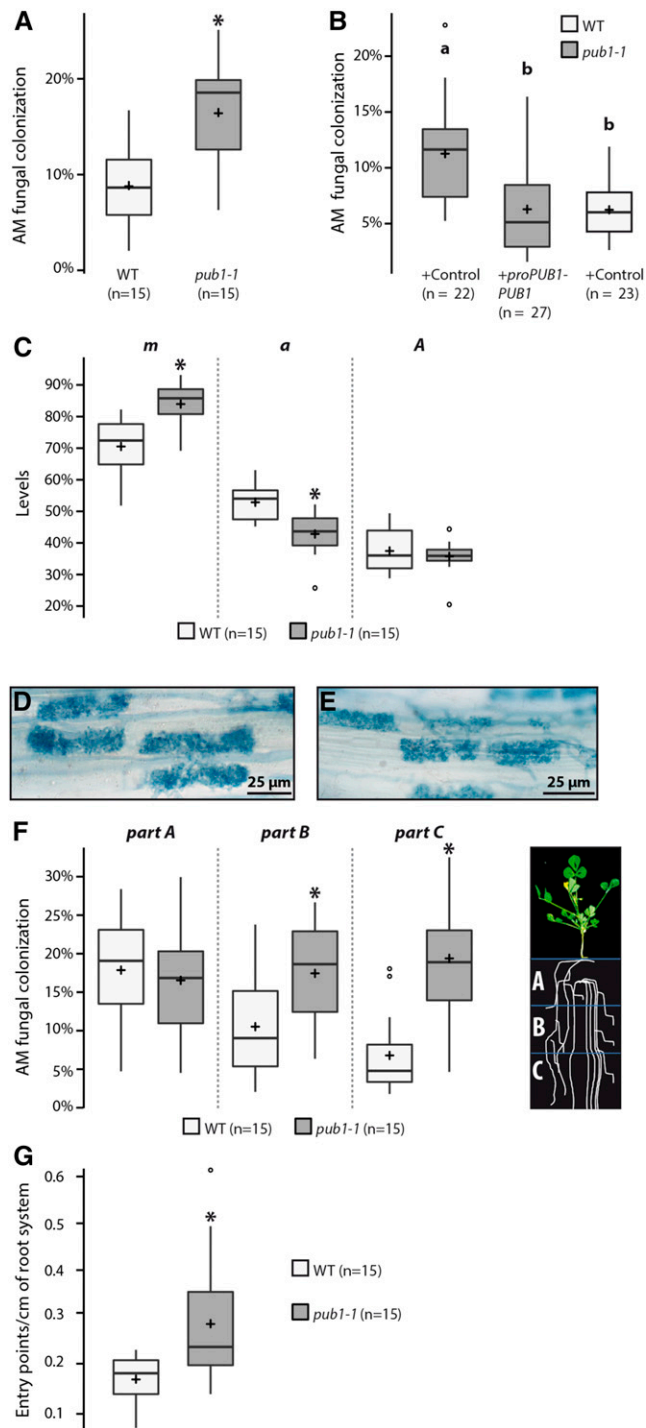 A
AM fungal colonization
20%
10%
0%
*
WT
(n=15)
pub1-1
(n=15)
B
AM fungal colonization
20%
15%
10%
5%
WT
pub1-1
a
b
b
+Control
(n = 22)
+proPUB1-
PUB1
(n = 27)
+Control
(n = 23)
C
m
a
A
Levels
90%
80%
70%
60%
50%
40%
30%
20%
*
*
WT (n=15)
pub1-1 (n=15)
D
25 µm
E
25 µm
F
part A
part B
part C
AM fungal colonization
30%
25%
20%
15%
10%
5%
0%
*
*
WT (n=15)
pub1-1 (n=15)
A
B
C
G
Entry points/cm of root system
0.6
0.5
0.4
0.3
0.2
0.1
*
WT (n=15)
pub1-1 (n=15)